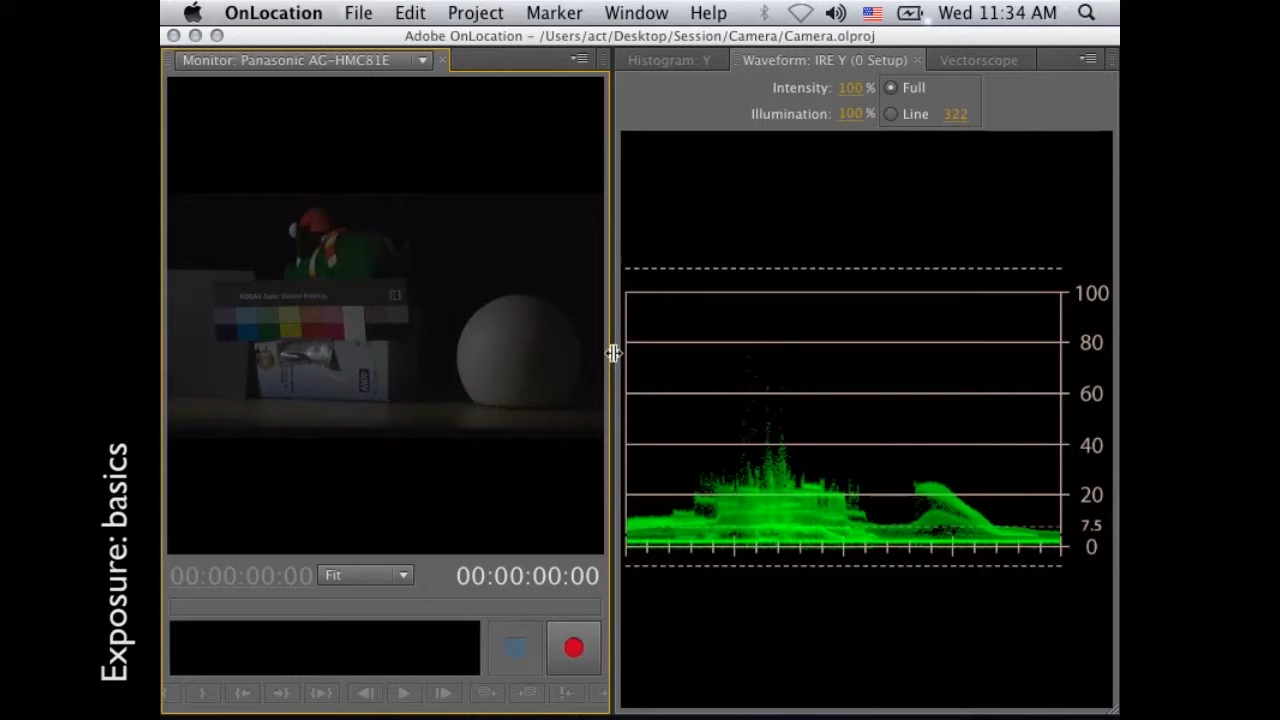 OnLocation File Edit Project Marker Window Help Wed 11:34 AM
Adobe OnLocation - /Users/act/Desktop/Session/Camera/Camera.olproj
Monitor: Panasonic AG-HMC81E
Histogram: Y Waveform: IRE Y (0 Setup) Vectorscope
Intensity: 100 % Full
Illumination: 100 % Line 322
100
80
60
40
20
7.5
0
00:00:00:00 Fit 00:00:00:00
Exposure: basics